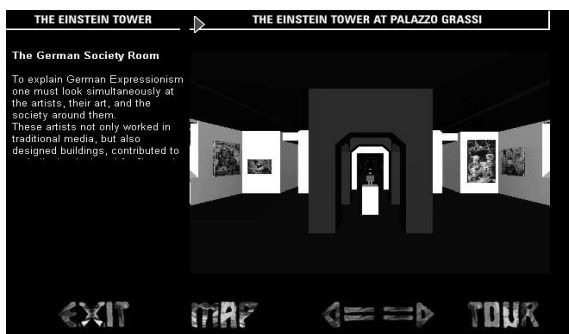 THE EINSTEIN TOWER
THE EINSTEIN TOWER AT PALAZZO GRASSI
The German Society Room
To explain German Expressionism
one must look simultaneously at
the artists, their art, and the
society around them.
These artists not only worked in
traditional media, but also
designed buildings, contributed to
EXIT
MAP
TOUR